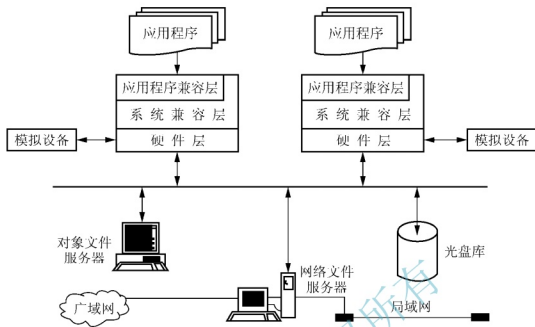 应用程序
应用程序
应用程序兼容层
应用程序兼容层
系统兼容层
系统兼容层
模拟设备
硬件层
硬件层
模拟设备
对象文件
服务器
网络文件
服务器
光盘库
广域网
局域网
所有